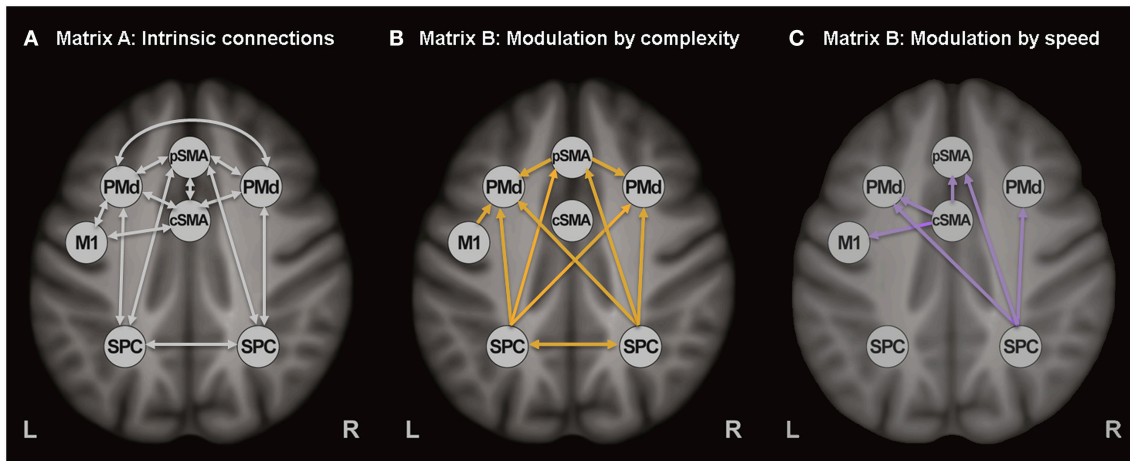 A Matrix A: Intrinsic connections
pSMA
PMd PMd
cSMA
M1
SPC SPC
L R
B Matrix B: Modulation by complexity
pSMA
PMd PMd
cSMA
M1
SPC SPC
L R
C Matrix B: Modulation by speed
pSMA
PMd PMd
cSMA
M1
SPC SPC
L R